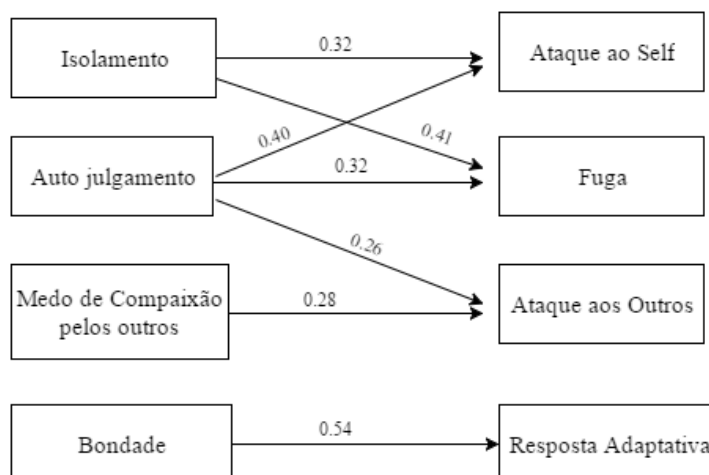 Isolamento
0.32
Ataque ao Self
0.40
0.41
Auto julgamento
0.32
Fuga
0.26
Medo de Compaixão
pelos outros
0.28
Ataque aos Outros
Bondade
0.54
Resposta Adaptativa